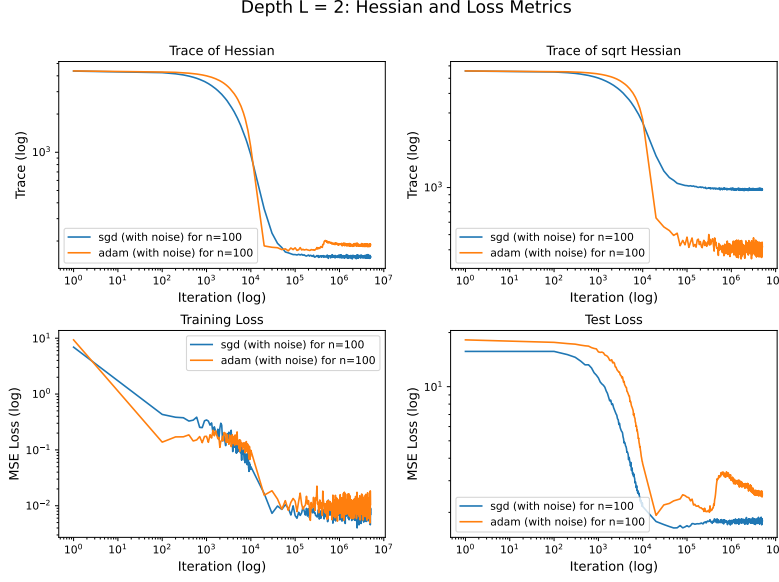 Depth L = 2: Hessian and Loss Metrics
Trace of Hessian
Trace of sqrt Hessian
Trace (log)
10³
sgd (with noise) for n=100
adam (with noise) for n=100
10⁰ 10¹ 10² 10³ 10⁴ 10⁵ 10⁶ 10⁷
Iteration (log)
Trace (log)
10³
sgd (with noise) for n=100
adam (with noise) for n=100
10⁰ 10¹ 10² 10³ 10⁴ 10⁵ 10⁶
Iteration (log)
Training Loss
Test Loss
MSE Loss (log)
10¹
10⁰
10⁻¹
10⁻²
sgd (with noise) for n=100
adam (with noise) for n=100
10⁰ 10¹ 10² 10³ 10⁴ 10⁵ 10⁶ 10⁷
Iteration (log)
MSE Loss (log)
10¹
sgd (with noise) for n=100
adam (with noise) for n=100
10⁰ 10¹ 10² 10³ 10⁴ 10⁵ 10⁶
Iteration (log)